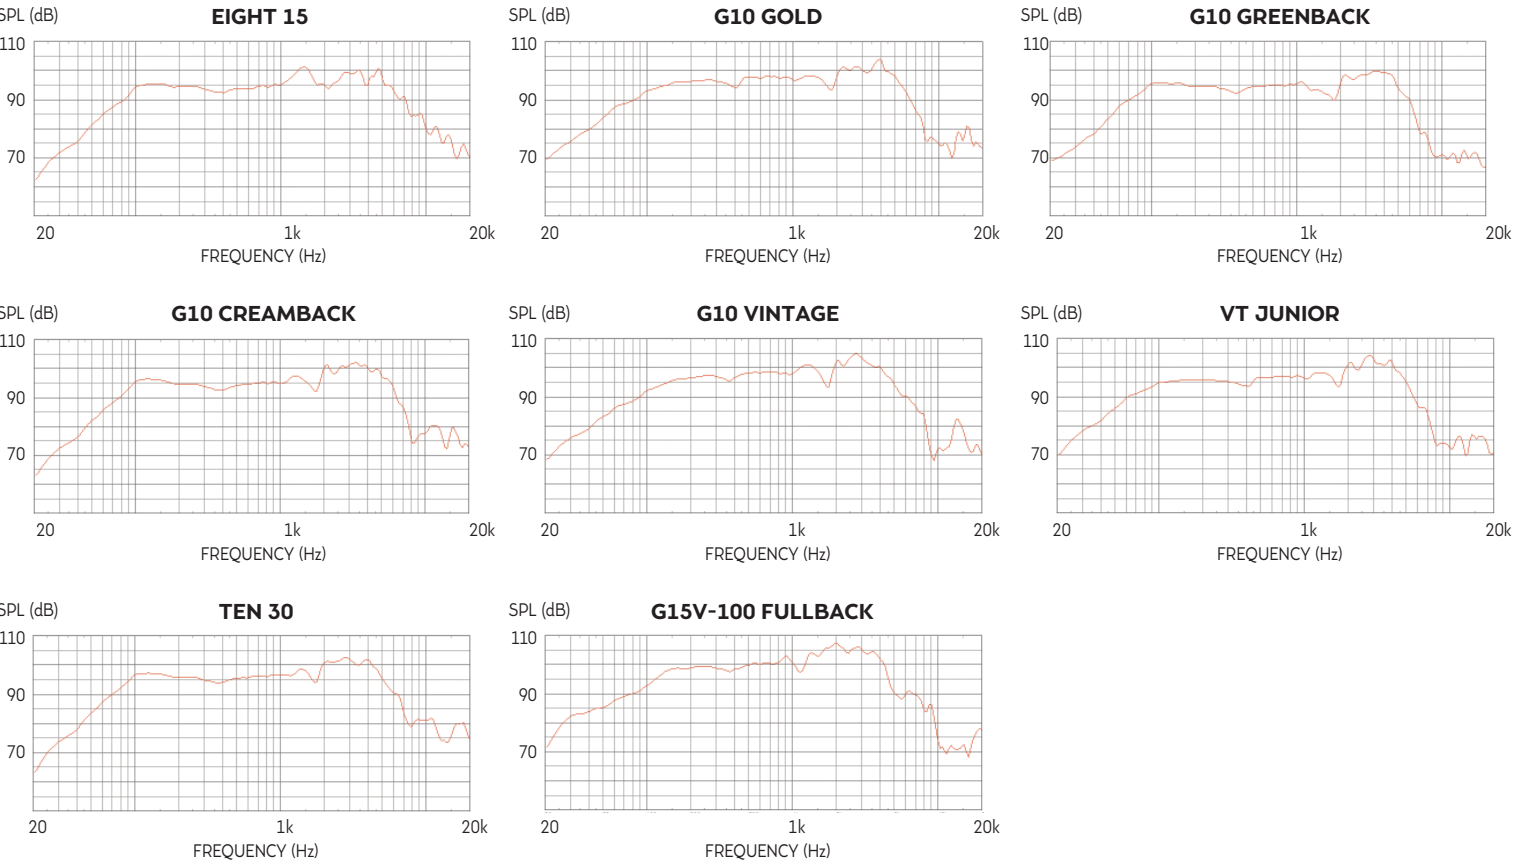 SPL (dB) EIGHT 15 SPL (dB) G10 GOLD SPL (dB) G10 GREENBACK
110 110 110
90 90 90
70 70 70
20 1k 20k 20 1k 20k 20 1k 20k
FREQUENCY (Hz) FREQUENCY (Hz) FREQUENCY (Hz)
SPL (dB) G10 CREAMBACK SPL (dB) G10 VINTAGE SPL (dB) VT JUNIOR
110 110 110
90 90 90
70 70 70
20 1k 20k 20 1k 20k 20 1k 20k
FREQUENCY (Hz) FREQUENCY (Hz) FREQUENCY (Hz)
SPL (dB) TEN 30 SPL (dB) G15V-100 FULLBACK
110 110
90 90
70 70
20 1k 20k 20 1k 20k
FREQUENCY (Hz) FREQUENCY (Hz)